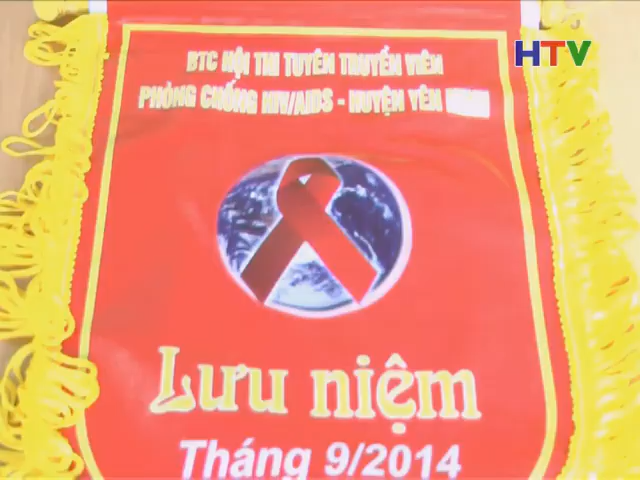 HTV
BTC HỘI THI TUYÊN TRUYỀN VIÊN
PHÒNG CHỐNG HIV/AIDS - HUYỆN YÊN
Lưu niệm
Tháng 9/2014